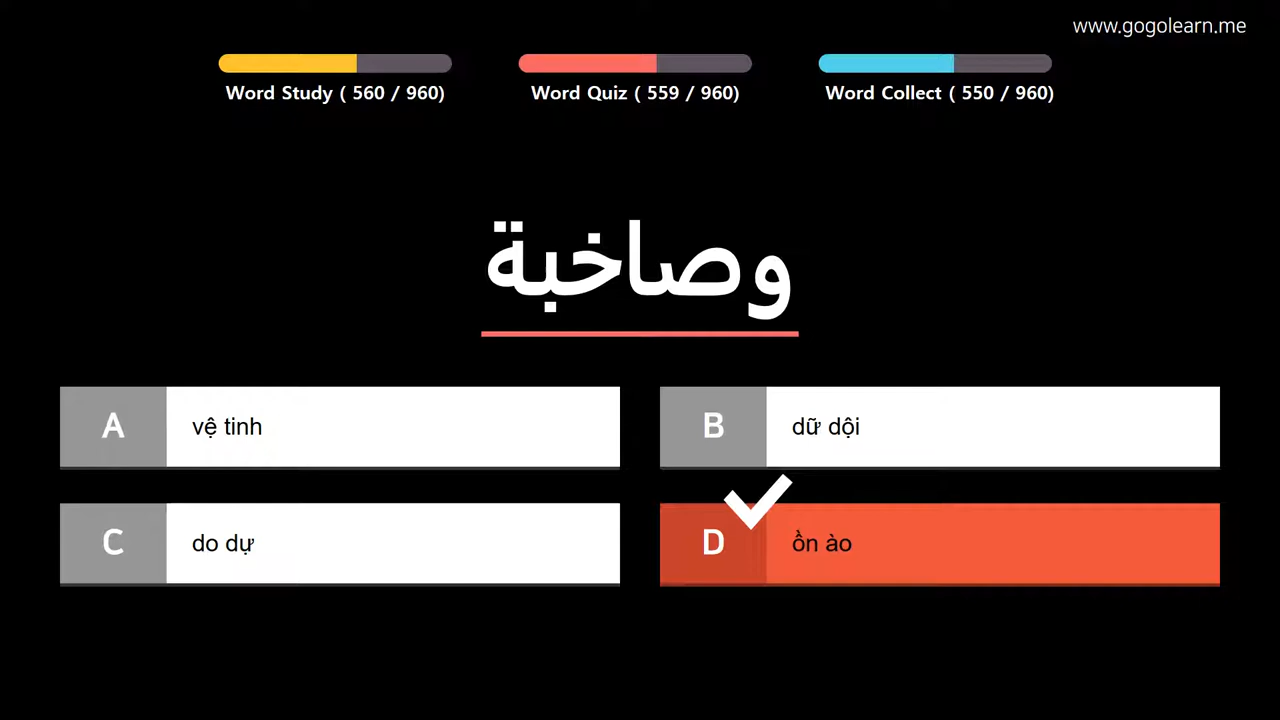 www.gogolearn.me
Word Study ( 560 / 960)
Word Quiz ( 559 / 960)
Word Collect ( 550 / 960)
وصاخبة
A vệ tinh
B dữ dội
C do dự
D ồn ào